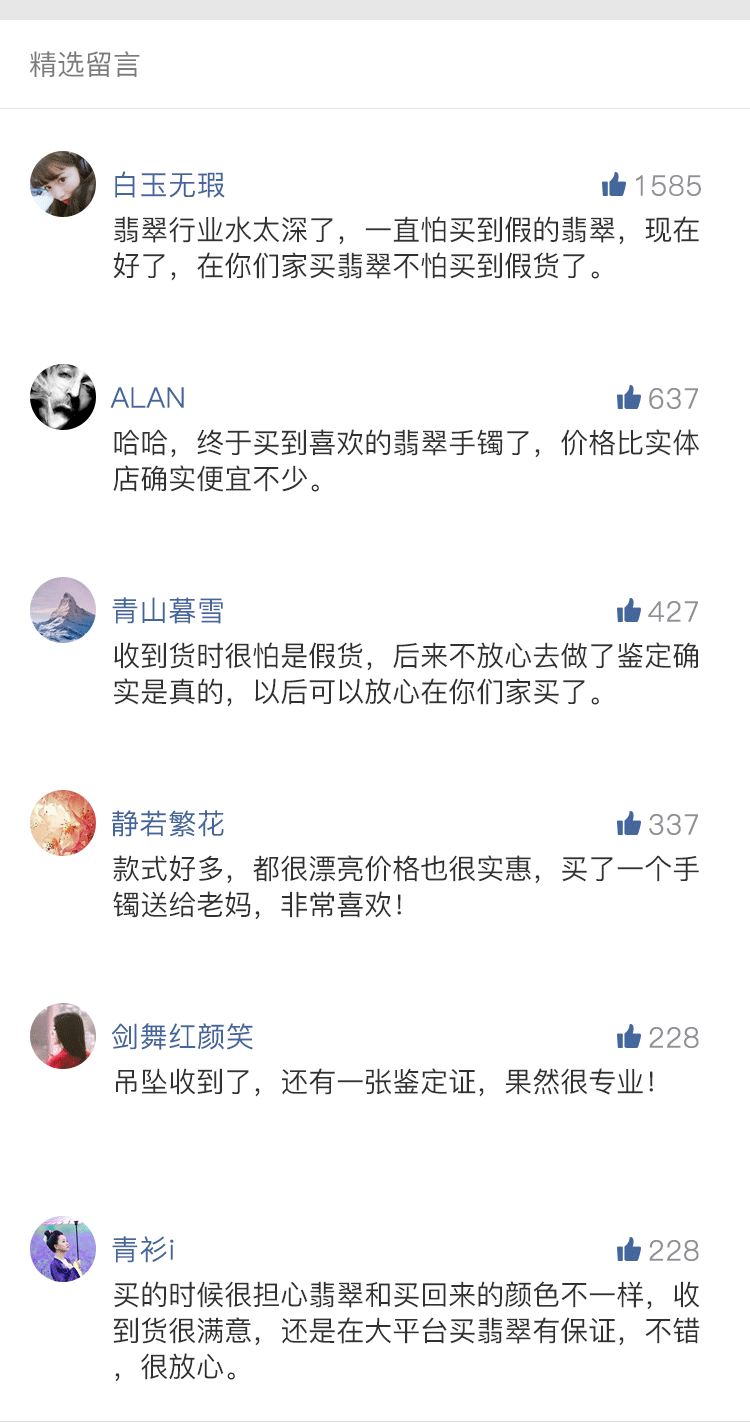 精选留言
白玉无瑕 1585
翡翠行业水太深了，一直怕买到假的翡翠，现在
好了，在你们家买翡翠不怕买到假货了。
ALAN 637
哈哈，终于买到喜欢的翡翠手镯了，价格比实体
店确实便宜不少。
青山暮雪 427
收到货时很怕是假货，后来不放心去做了鉴定确
实是真的，以后可以放心在你们家买了。
静若繁花 337
款式好多，都很漂亮价格也很实惠，买了一个手
镯送给老妈，非常喜欢！
剑舞红颜笑 228
吊坠收到了，还有一张鉴定证，果然很专业！
青衫i 228
买的时候很担心翡翠和买回来的颜色不一样，收
到货很满意，还是在大平台买翡翠有保证，不错
，很放心。